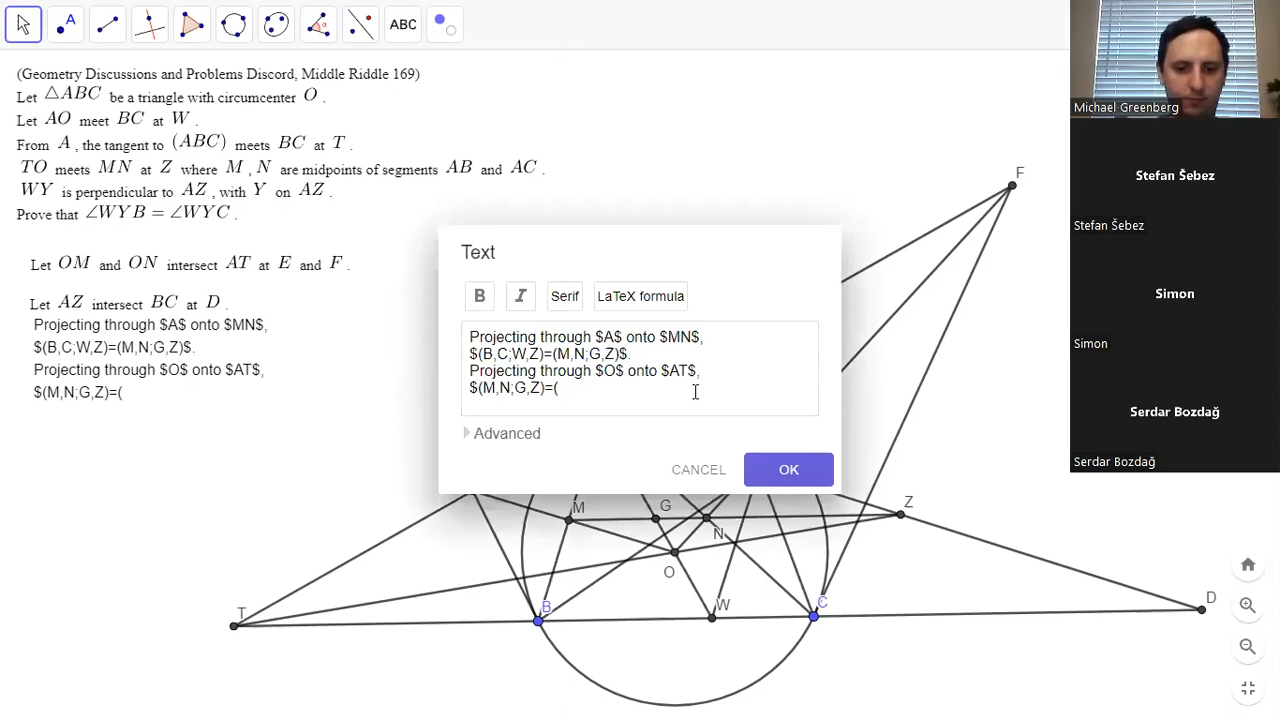 ABC
(Geometry Discussions and Problems Discord, Middle Riddle 169)
Let △ABC be a triangle with circumcenter O .
Let AO meet BC at W .
From A , the tangent to (ABC) meets BC at T .
TO meets MN at Z where M , N are midpoints of segments AB and AC .
WY is perpendicular to AZ , with Y on AZ .
Prove that ∠WYB = ∠WYC .
Let OM and ON intersect AT at E and F .
Let AZ intersect BC at D .
Projecting through $A$ onto $MN$,
$(B,C;W,Z)=(M,N;G,Z)$.
Projecting through $O$ onto $AT$,
$(M,N;G,Z)=(
Text
B I Serif LaTeX formula
Projecting through $A$ onto $MN$,
$(B,C;W,Z)=(M,N;G,Z)$.
Projecting through $O$ onto $AT$,
$(M,N;G,Z)=(
Advanced
CANCEL OK
F
M G Z
N
O
T B W C D
Michael Greenberg
Stefan Šebez
Stefan Šebez
Simon
Simon
Serdar Bozdağ
Serdar Bozdağ